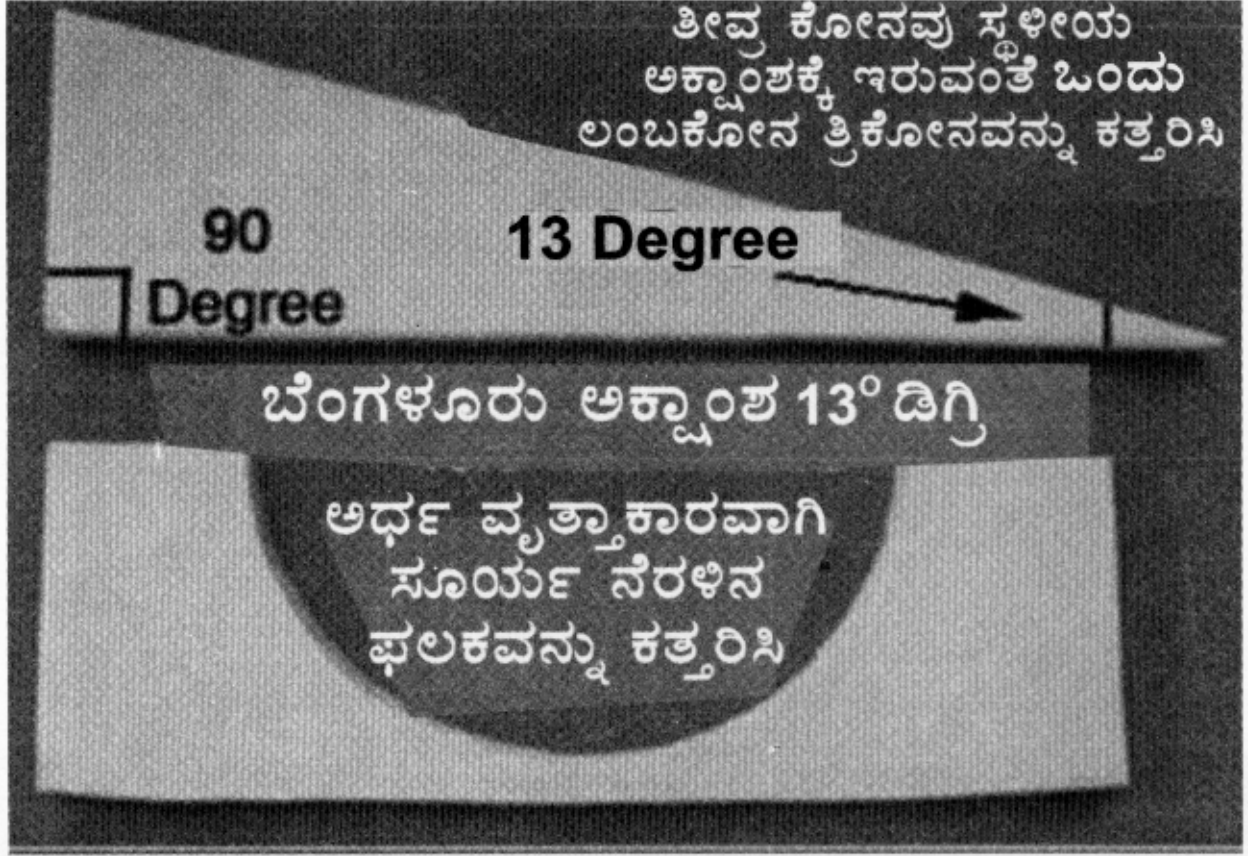 ತೀವ್ರ ಕೋನವು ಸ್ಥಳೀಯ
ಅಕ್ಷಾಂಶಕ್ಕೆ ಇರುವಂತೆ ಒಂದು
ಲಂಬಕೋನ ತ್ರಿಕೋನವನ್ನು ಕತ್ತರಿಸಿ
90
Degree
13 Degree
ಬೆಂಗಳೂರು ಅಕ್ಷಾಂಶ 13° ಡಿಗ್ರಿ
ಅರ್ಧ ವೃತ್ತಾಕಾರವಾಗಿ
ಸೂರ್ಯ ನೆರಳಿನ
ಫಲಕವನ್ನು ಕತ್ತರಿಸಿ